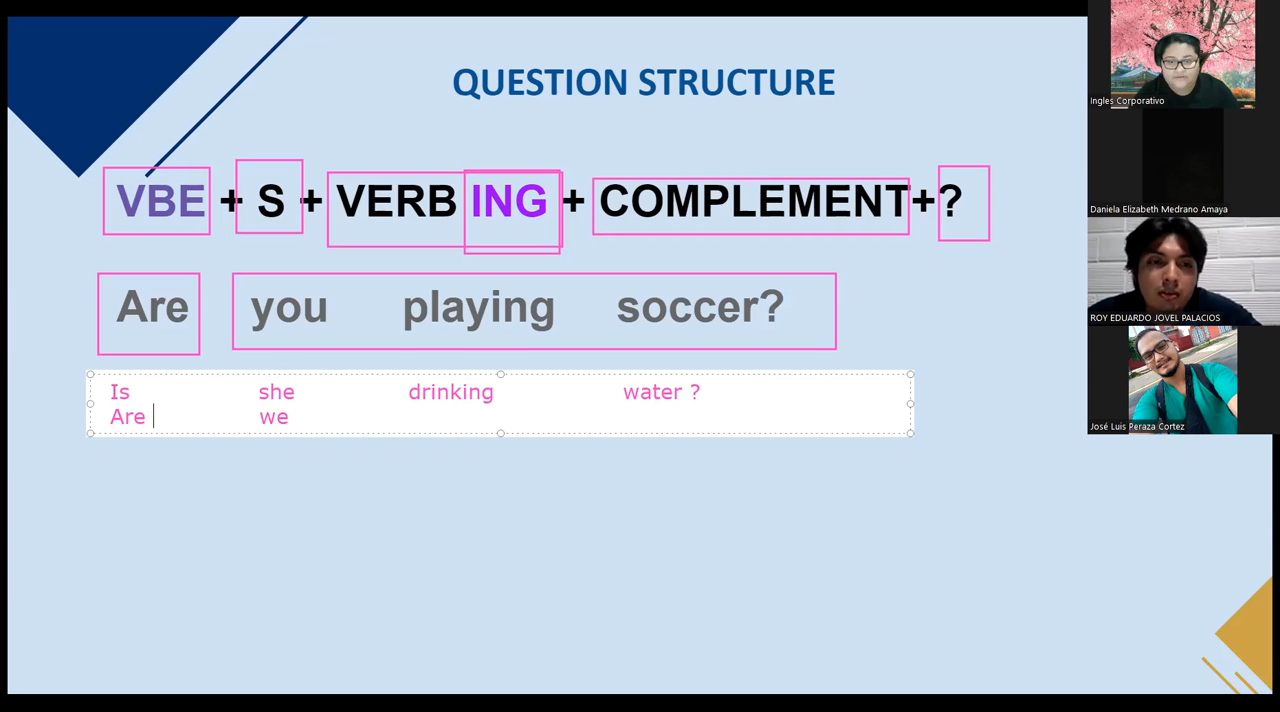 QUESTION STRUCTURE
VBE + S + VERB ING + COMPLEMENT+?
Are you playing soccer?
Is she drinking water ?
Are we
Ingles Corporativo
Daniela Elizabeth Medrano Amaya
ROY EDUARDO JOVEL PALACIOS
José Luis Peraza Cortez